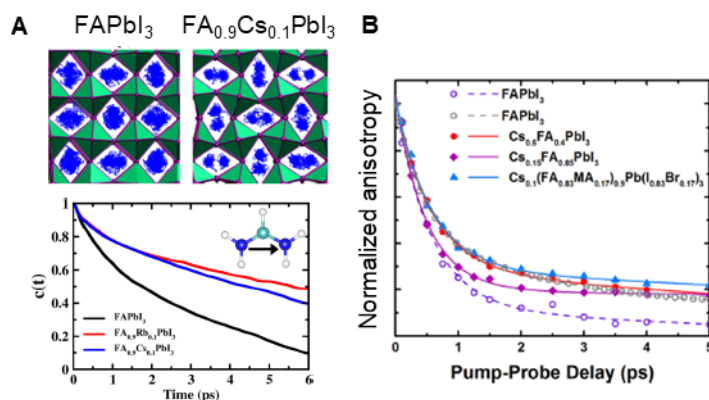 A
FAPbI3
FA0.9Cs0.1PbI3
c(t)
1
0.8
0.6
0.4
0.2
0
FAPbI3
FA0.9Rb0.1PbI3
FA0.9Cs0.1PbI3
0 1 2 3 4 5 6
Time (ps)
B
Normalized anisotropy
FAPbI3
FAPbI3
Cs0.6FA0.4PbI3
Cs0.15FA0.85PbI3
Cs0.1(FA0.83MA0.17)0.9Pb(I0.83Br0.17)3
0 1 2 3 4 5
Pump-Probe Delay (ps)